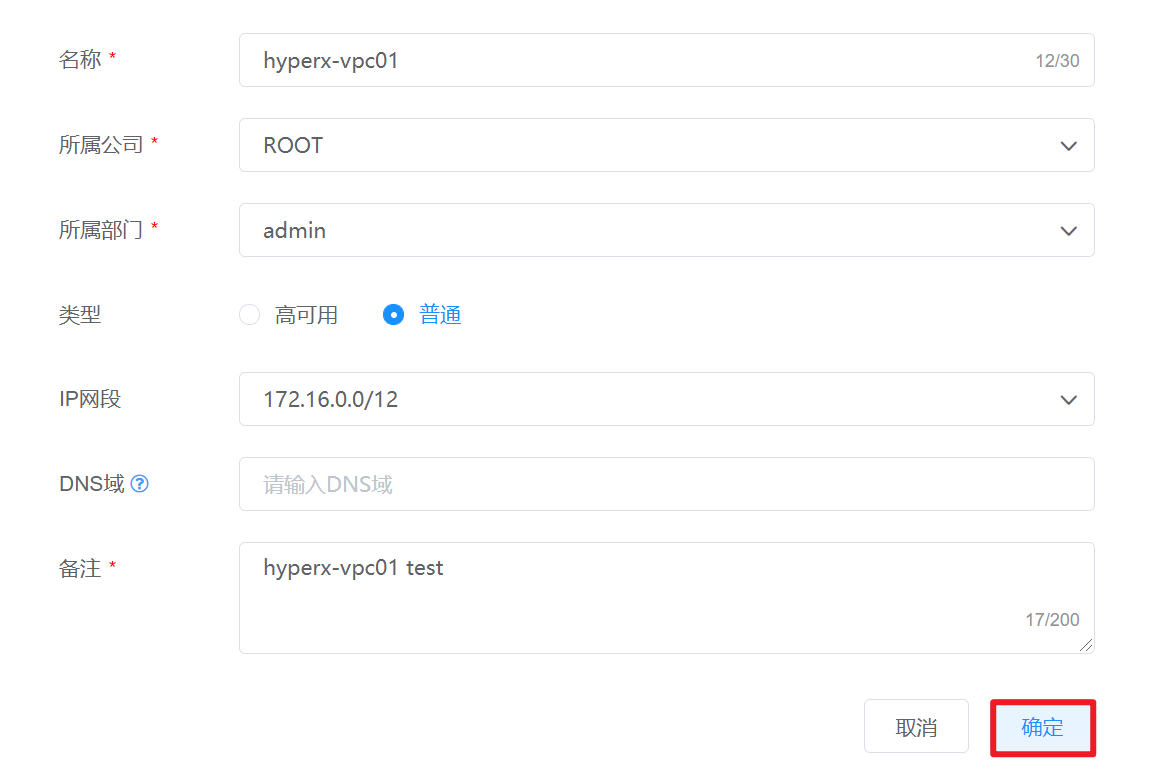 名称 *
hyperx-vpc01
12/30
所属公司 *
ROOT
所属部门 *
admin
类型
高可用
普通
IP网段
172.16.0.0/12
DNS域 ?
请输入DNS域
备注 *
hyperx-vpc01 test
17/200
取消
确定